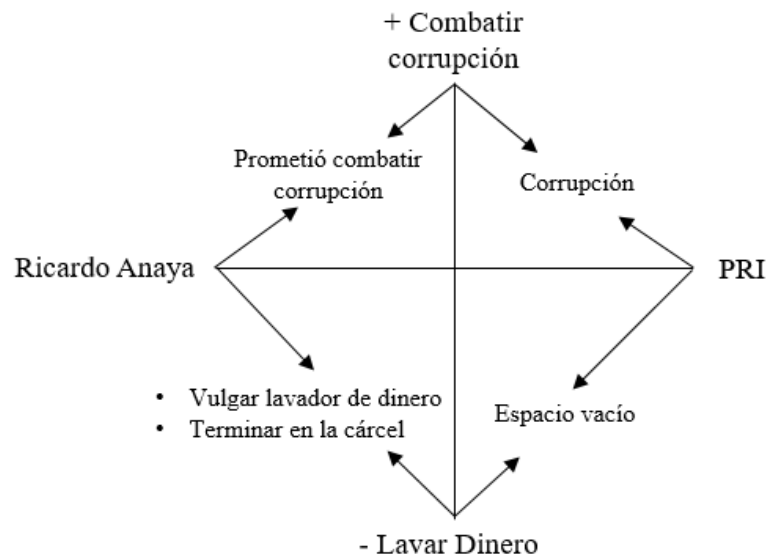 + Combatir
corrupción
Prometió combatir
corrupción
Corrupción
Ricardo Anaya
PRI
• Vulgar lavador de dinero
• Terminar en la cárcel
Espacio vacío
- Lavar Dinero